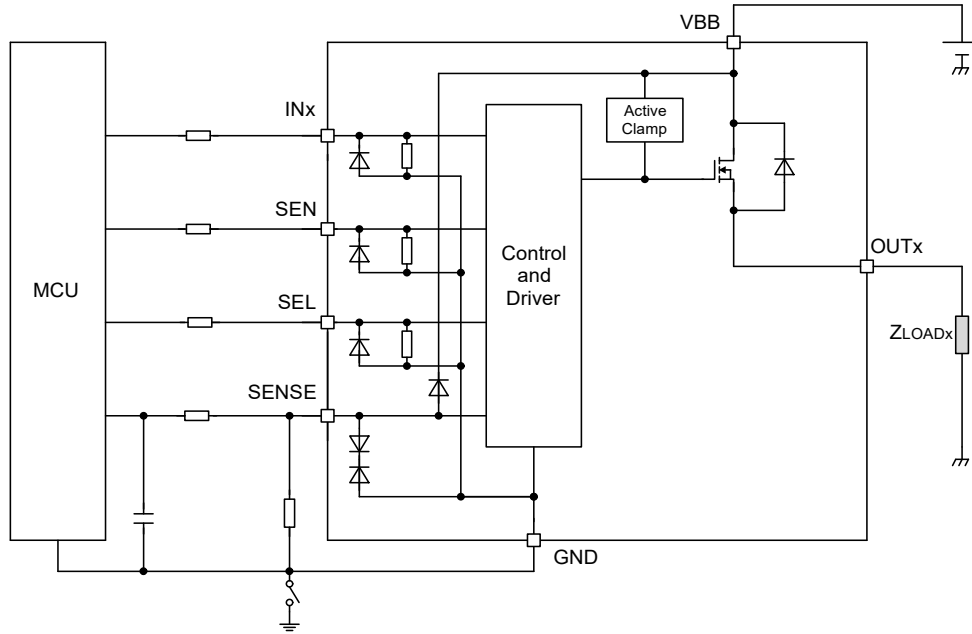 VBB
INx
Active
Clamp
SEN
OUTx
Control
and
Driver
MCU
SEL
ZLOADx
SENSE
GND